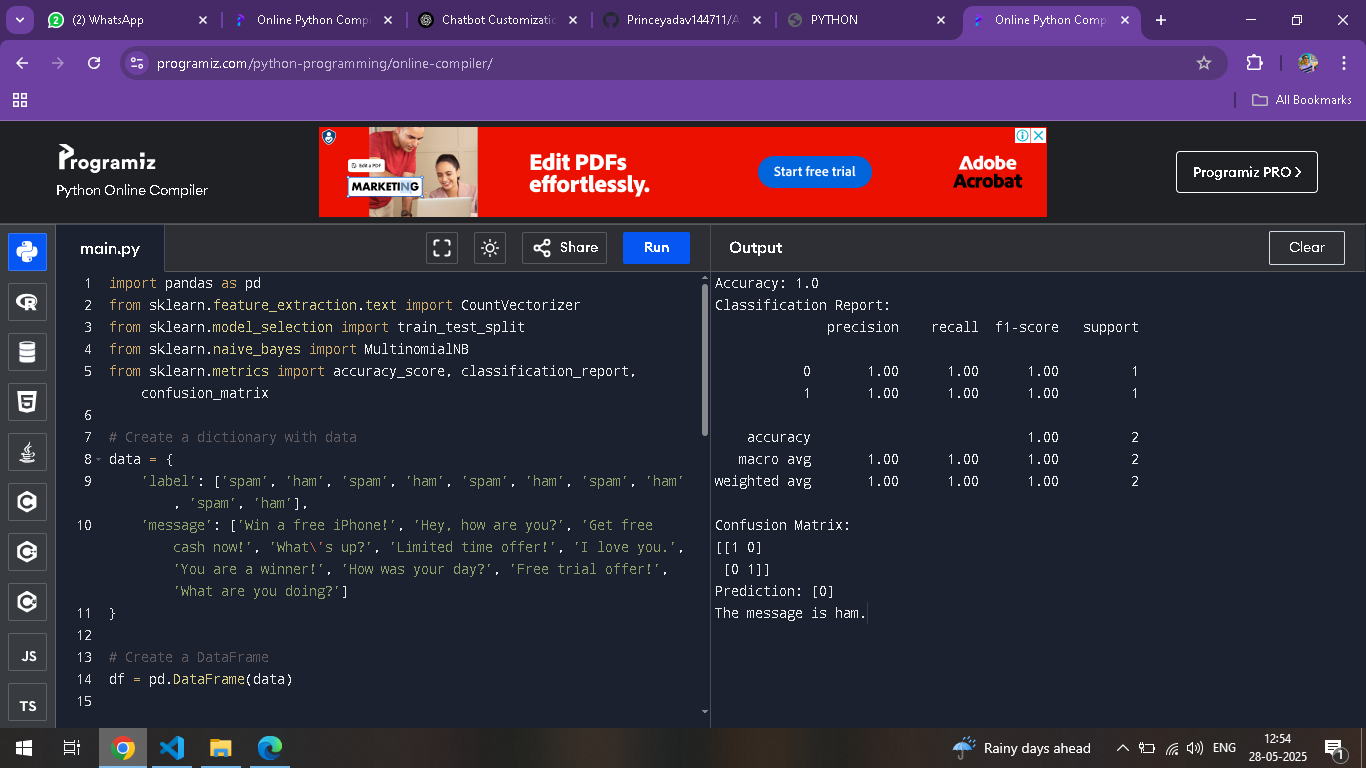 (2) WhatsApp
Online Python Comp
Chatbot Customizatio
Princeyadav144711/A
PYTHON
Online Python Comp
programiz.com/python-programming/online-compiler/
All Bookmarks
Programiz
Python Online Compiler
Edit a PDF
MARKETING
Edit PDFs
effortlessly.
Start free trial
Adobe
Acrobat
Programiz PRO >
main.py
Share
Run
Output
Clear
1 import pandas as pd
2 from sklearn.feature_extraction.text import CountVectorizer
3 from sklearn.model_selection import train_test_split
4 from sklearn.naive_bayes import MultinomialNB
5 from sklearn.metrics import accuracy_score, classification_report,
confusion_matrix
6
7 # Create a dictionary with data
8 data = {
9 'label': ['spam', 'ham', 'spam', 'ham', 'spam', 'ham', 'spam', 'ham'
, 'spam', 'ham'],
10 'message': ['Win a free iPhone!', 'Hey, how are you?', 'Get free
cash now!', 'What\'s up?', 'Limited time offer!', 'I love you.',
'You are a winner!', 'How was your day?', 'Free trial offer!',
'What are you doing?']
11 }
12
13 # Create a DataFrame
14 df = pd.DataFrame(data)
15
Accuracy: 1.0
Classification Report:
precision recall f1-score support
0 1.00 1.00 1.00 1
1 1.00 1.00 1.00 1
accuracy 1.00 2
macro avg 1.00 1.00 1.00 2
weighted avg 1.00 1.00 1.00 2
Confusion Matrix:
[[1 0]
[0 1]]
Prediction: [0]
The message is ham.
JS
TS
Rainy days ahead
ENG
12:54
28-05-2025
1